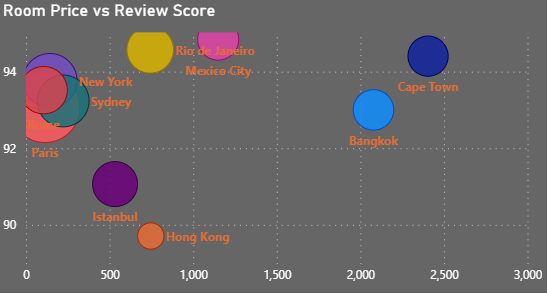 Room Price vs Review Score
94
92
90
Rio de Janeiro
Mexico City
New York
Sydney
Rome
Paris
Cape Town
Bangkok
Istanbul
Hong Kong
0
500
1,000
1,500
2,000
2,500
3,000